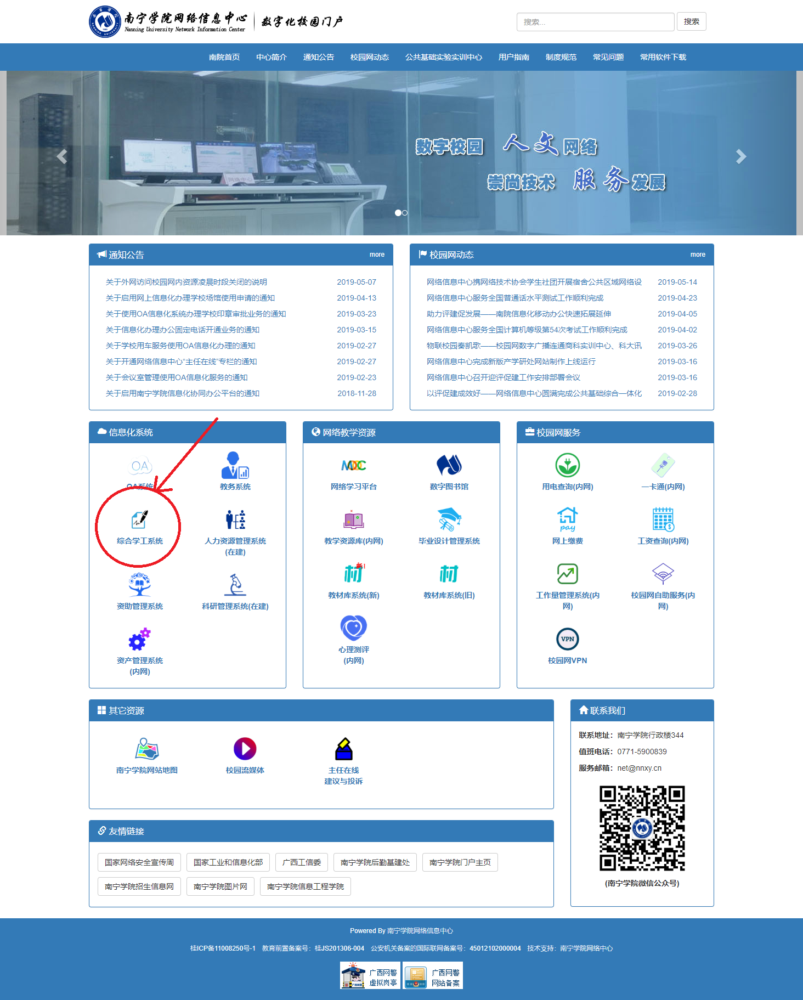 南宁学院网络信息中心
Nanning University Network Information Center
数字化校园门户
搜索...
搜索
南院首页 中心简介 通知公告 校园网动态 公共基础实验实训中心 用户指南 制度规范 常见问题 常用软件下载
数字校园 人文网络
崇尚技术 服务发展
通知公告 more
关于外网访问校园网内资源凌晨时段关闭的说明 2019-05-07
关于启用网上信息化办理学校场馆使用申请的通知 2019-04-13
关于使用OA信息化系统办理学校印章审批业务的通知 2019-03-23
关于信息化办理办公固定电话开通业务的通知 2019-03-15
关于学校用车服务使用OA信息化办理的通知 2019-02-27
关于开通网络信息中心“主任在线”专栏的通知 2019-02-27
关于会议室管理使用OA信息化服务的通知 2019-02-23
关于启用南宁学院信息化协同办公平台的通知 2018-11-28
校园网动态 more
网络信息中心携网络技术协会学生社团开展宿舍公共区域网络设 2019-05-14
网络信息中心服务全国普通话水平测试工作顺利完成 2019-04-23
助力评建促发展——南院信息化移动办公快速拓展延伸 2019-04-05
网络信息中心服务全国计算机等级第54次考试工作顺利完成 2019-04-02
物联校园奏凯歌——校园网数字广播连通商科实训中心、科大讯 2019-03-26
网络信息中心完成新版产学研处网站制作上线运行 2019-03-16
网络信息中心召开迎评促建工作安排部署会议 2019-03-16
以评促建成效好——网络信息中心圆满完成公共基础综合一体化 2019-02-28
信息化系统
OA
OA系统 教务系统
综合学工系统 人力资源管理系统
(在建)
资助管理系统 科研管理系统(在建)
资产管理系统
(内网)
网络教学资源
MOOC
网络学习平台 数字图书馆
教学资源库(内网) 毕业设计管理系统
材 新! 材
教材库系统(新) 教材库系统(旧)
心理测评
(内网)
校园网服务
一卡通
用电查询(内网) 一卡通(内网)
pay
网上缴费 工资查询(内网)
工作量管理系统(内
网)
校园网自助服务(内
网)
VPN
校园网VPN
其它资源
南宁学院网站地图 校园流媒体 主任在线
建议与投诉
联系我们
联系地址：南宁学院行政楼344
值班电话：0771-5900839
服务邮箱：net@nnxy.cn
(南宁学院微信公众号)
友情链接
国家网络安全宣传周 国家工业和信息化部 广西工信委 南宁学院后勤基建处 南宁学院门户主页
南宁学院招生信息网 南宁学院图片网 南宁学院信息工程学院
Powered By 南宁学院网络信息中心
桂ICP备11008250号-1 教育前置备案号：桂JS201306-004 公安机关备案的国际联网备案号：45012102000004 技术支持：南宁学院网络中心
广西网警
虚拟岗亭
广西网警
网站备案